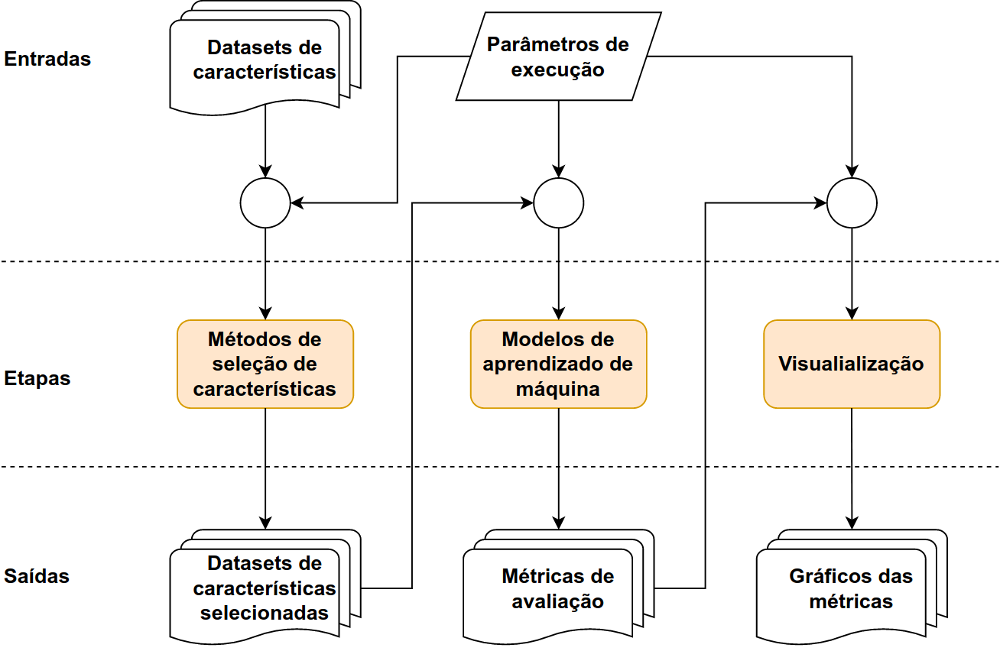 Entradas
Datasets de
características
Parâmetros de
execução
Etapas
Métodos de
seleção de
características
Modelos de
aprendizado de
máquina
Visualialização
Saídas
Datasets de
características
selecionadas
Métricas de
avaliação
Gráficos das
métricas